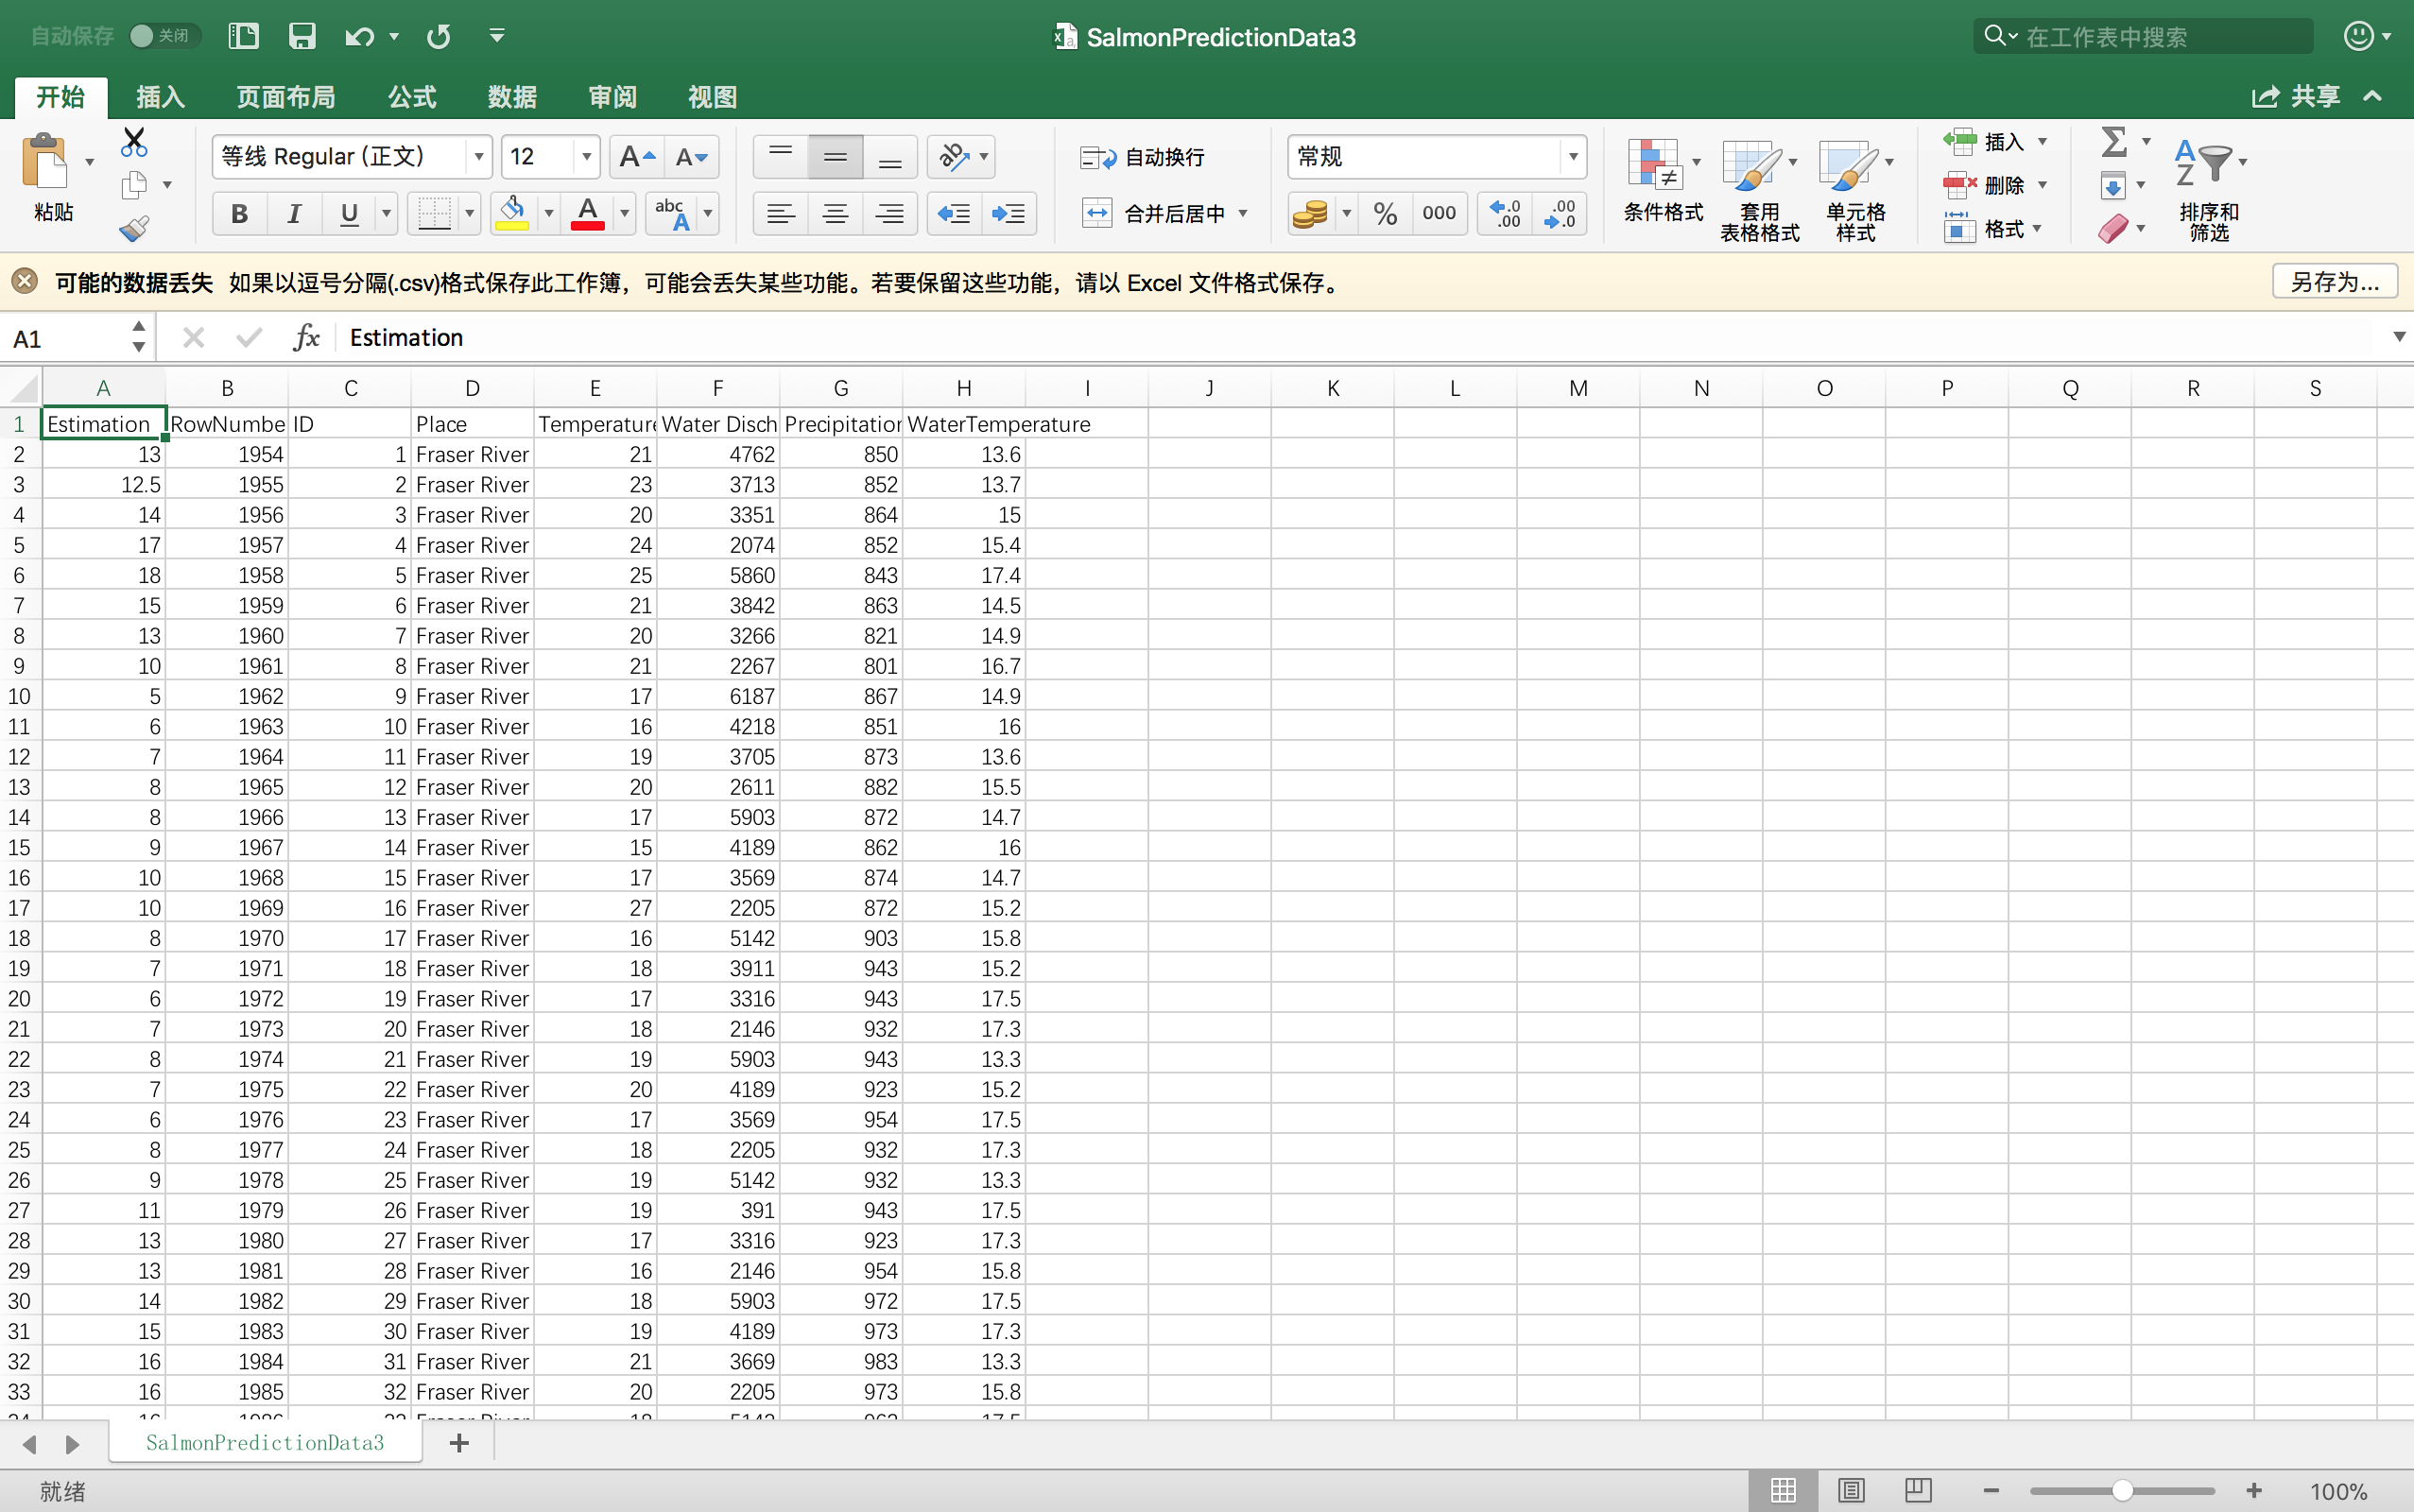 自动保存 关闭 SalmonPredictionData3 在工作表中搜索
开始 插入 页面布局 公式 数据 审阅 视图 共享
粘贴 等线 Regular (正文) 12 自动换行 常规 条件格式 套用 表格格式 单元格 样式 插入 排序和 筛选
B I U abc A 合并后居中 % 000 .0 .00 .00 .0 删除
格式
可能的数据丢失 如果以逗号分隔(.csv)格式保存此工作簿，可能会丢失某些功能。若要保留这些功能，请以 Excel 文件格式保存。 另存为...
A1 fx Estimation
A B C D E F G H I J K L M N O P Q R S
1 Estimation RowNumbe ID Place Temperature Water Disch Precipitation WaterTemperature
2 13 1954 1 Fraser River 21 4762 850 13.6
3 12.5 1955 2 Fraser River 23 3713 852 13.7
4 14 1956 3 Fraser River 20 3351 864 15
5 17 1957 4 Fraser River 24 2074 852 15.4
6 18 1958 5 Fraser River 25 5860 843 17.4
7 15 1959 6 Fraser River 21 3842 863 14.5
8 13 1960 7 Fraser River 20 3266 821 14.9
9 10 1961 8 Fraser River 21 2267 801 16.7
10 5 1962 9 Fraser River 17 6187 867 14.9
11 6 1963 10 Fraser River 16 4218 851 16
12 7 1964 11 Fraser River 19 3705 873 13.6
13 8 1965 12 Fraser River 20 2611 882 15.5
14 8 1966 13 Fraser River 17 5903 872 14.7
15 9 1967 14 Fraser River 15 4189 862 16
16 10 1968 15 Fraser River 17 3569 874 14.7
17 10 1969 16 Fraser River 27 2205 872 15.2
18 8 1970 17 Fraser River 16 5142 903 15.8
19 7 1971 18 Fraser River 18 3911 943 15.2
20 6 1972 19 Fraser River 17 3316 943 17.5
21 7 1973 20 Fraser River 18 2146 932 17.3
22 8 1974 21 Fraser River 19 5903 943 13.3
23 7 1975 22 Fraser River 20 4189 923 15.2
24 6 1976 23 Fraser River 17 3569 954 17.5
25 8 1977 24 Fraser River 18 2205 932 17.3
26 9 1978 25 Fraser River 19 5142 932 13.3
27 11 1979 26 Fraser River 19 391 943 17.5
28 13 1980 27 Fraser River 17 3316 923 17.3
29 13 1981 28 Fraser River 16 2146 954 15.8
30 14 1982 29 Fraser River 18 5903 972 17.5
31 15 1983 30 Fraser River 19 4189 973 17.3
32 16 1984 31 Fraser River 21 3669 983 13.3
33 16 1985 32 Fraser River 20 2205 973 15.8
SalmonPredictionData3
就绪 100%